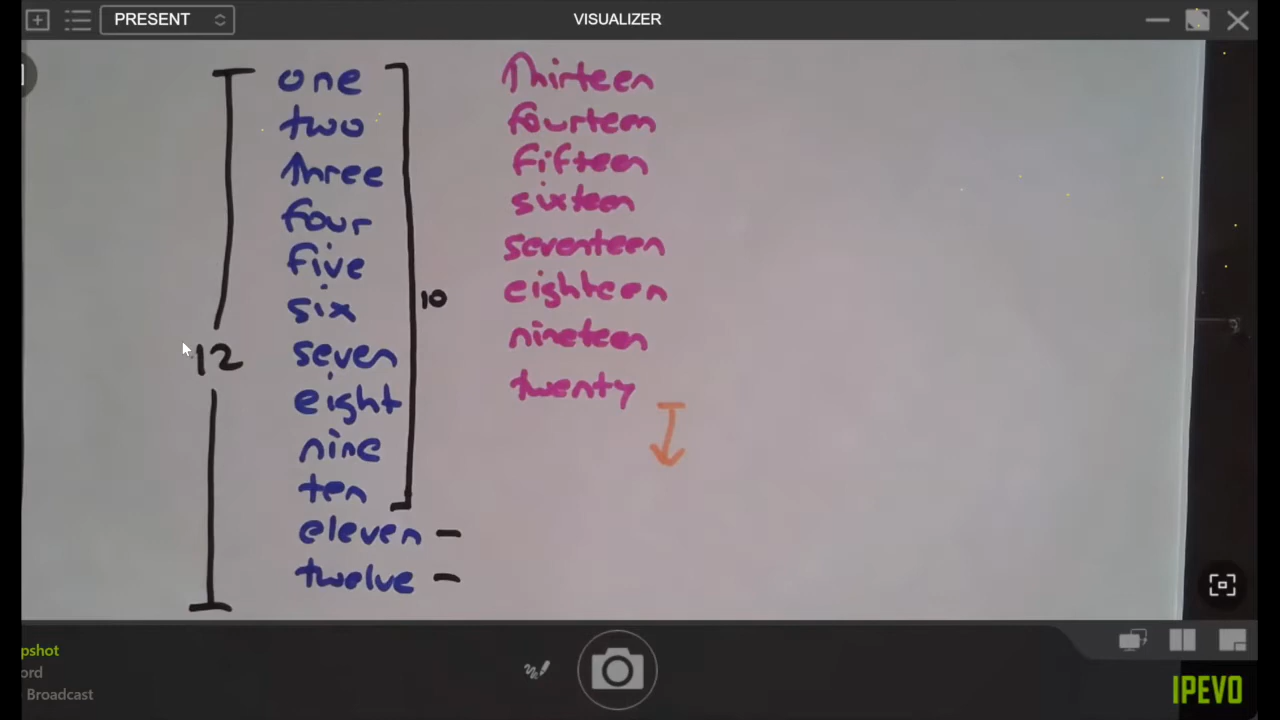 PRESENT
VISUALIZER
one
two
three
four
five
six
seven
eight
nine
ten
eleven -
twelve -
12
10
Thirteen
fourteen
fifteen
sixteen
seventeen
eighteen
nineteen
twenty
pshot
ord
Broadcast
IPEVO